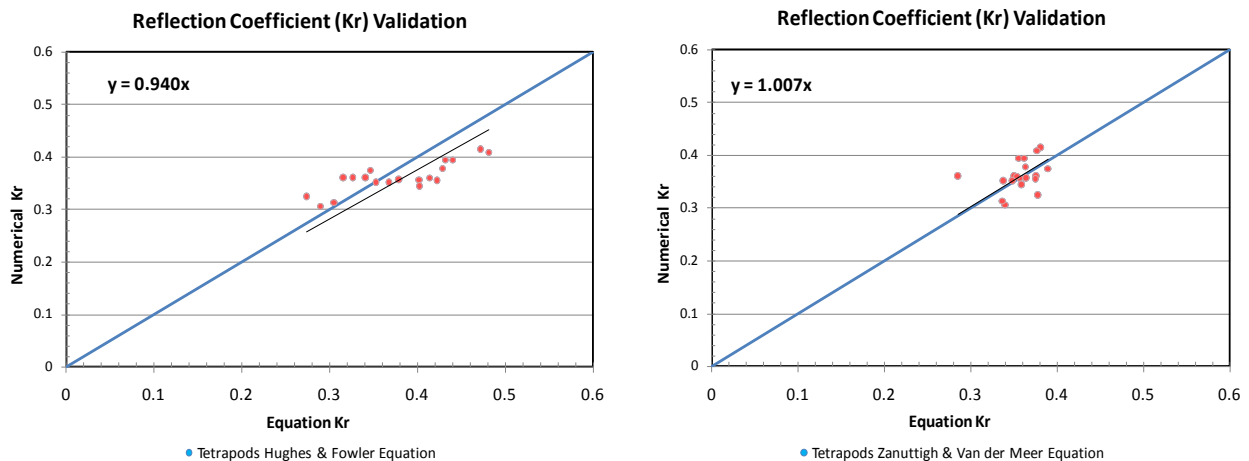 Reflection Coefficient (Kr) Validation
y = 0.940x
Numerical Kr
0.6
0.5
0.4
0.3
0.2
0.1
0
0 0.1 0.2 0.3 0.4 0.5 0.6
Equation Kr
Tetrapods Hughes & Fowler Equation
Reflection Coefficient (Kr) Validation
y = 1.007x
Numerical Kr
0.6
0.5
0.4
0.3
0.2
0.1
0
0 0.1 0.2 0.3 0.4 0.5 0.6
Equation Kr
Tetrapods Zanuttigh & Van der Meer Equation